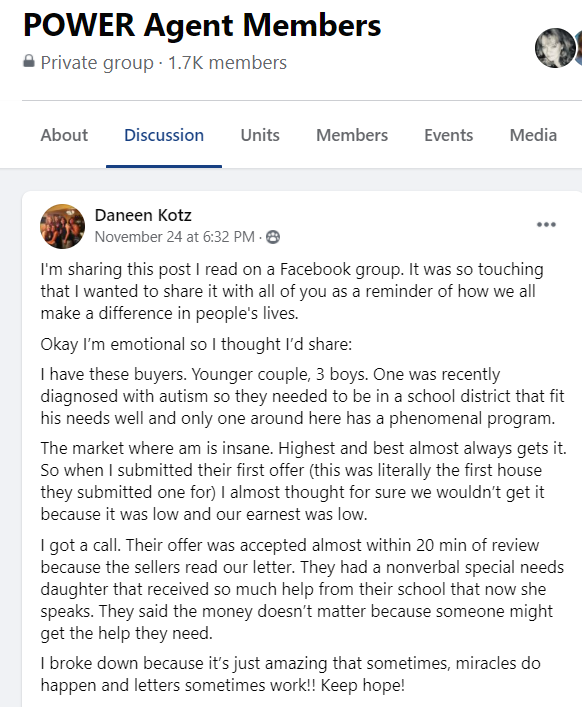 POWER Agent Members
Private group · 1.7K members
About Discussion Units Members Events Media
Daneen Kotz
November 24 at 6:32 PM ·
I'm sharing this post I read on a Facebook group. It was so touching
that I wanted to share it with all of you as a reminder of how we all
make a difference in people's lives.
Okay I'm emotional so I thought I'd share:
I have these buyers. Younger couple, 3 boys. One was recently
diagnosed with autism so they needed to be in a school district that fit
his needs well and only one around here has a phenomenal program.
The market where am is insane. Highest and best almost always gets it.
So when I submitted their first offer (this was literally the first house
they submitted one for) I almost thought for sure we wouldn't get it
because it was low and our earnest was low.
I got a call. Their offer was accepted almost within 20 min of review
because the sellers read our letter. They had a nonverbal special needs
daughter that received so much help from their school that now she
speaks. They said the money doesn't matter because someone might
get the help they need.
I broke down because it's just amazing that sometimes, miracles do
happen and letters sometimes work!! Keep hope!